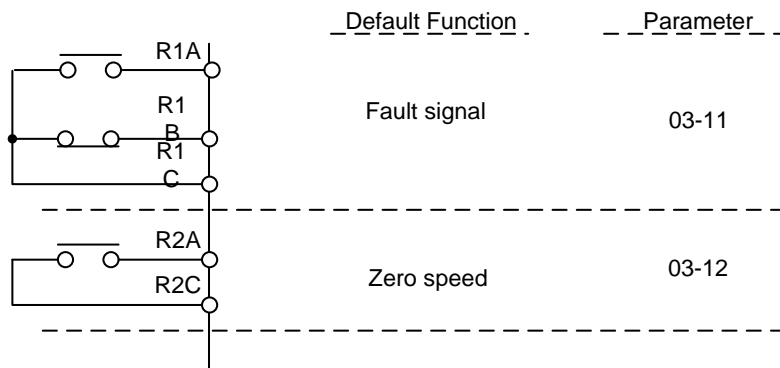 Default Function
Parameter
R1A
R1
B
R1
C
Fault signal
03-11
R2A
R2C
Zero speed
03-12